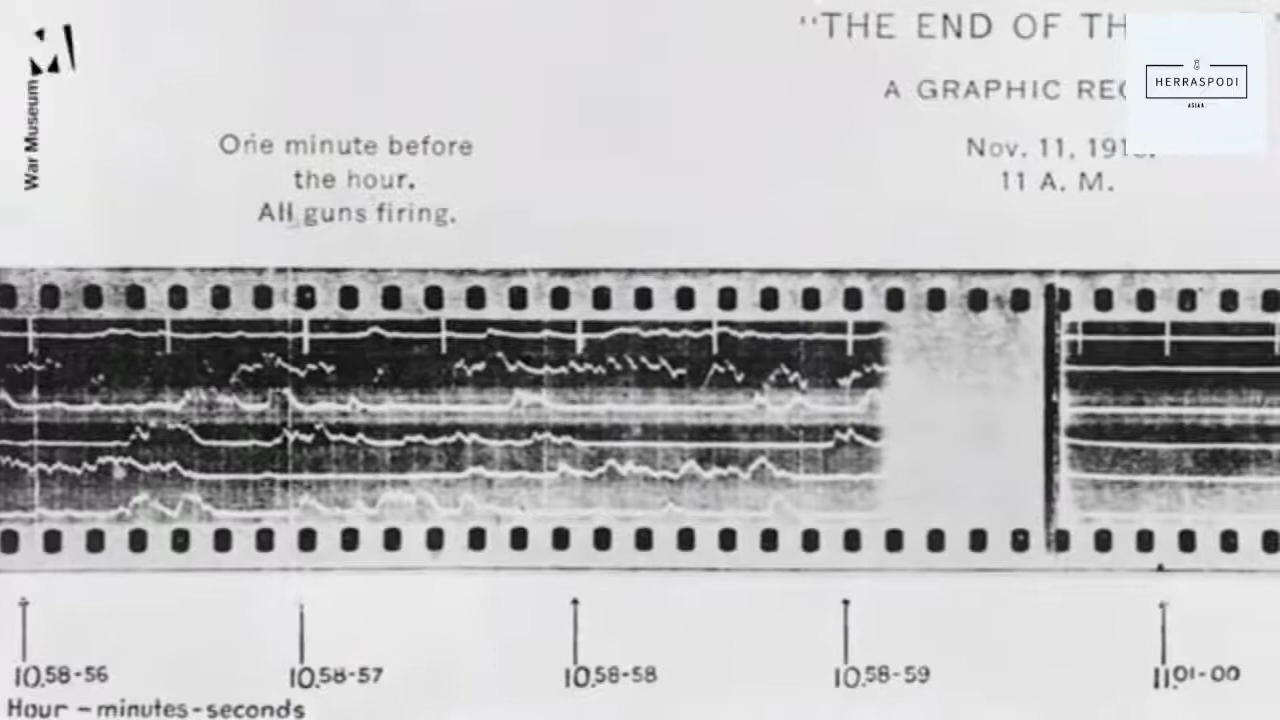 "THE END OF TH
A GRAPHIC REC
Nov. 11, 191
11 A. M.
HERRASPODI
War Museum
One minute before
the hour.
All guns firing.
10.58-56
10.58-57
10.58-58
10.58-59
11.01-00
Hour - minutes - seconds